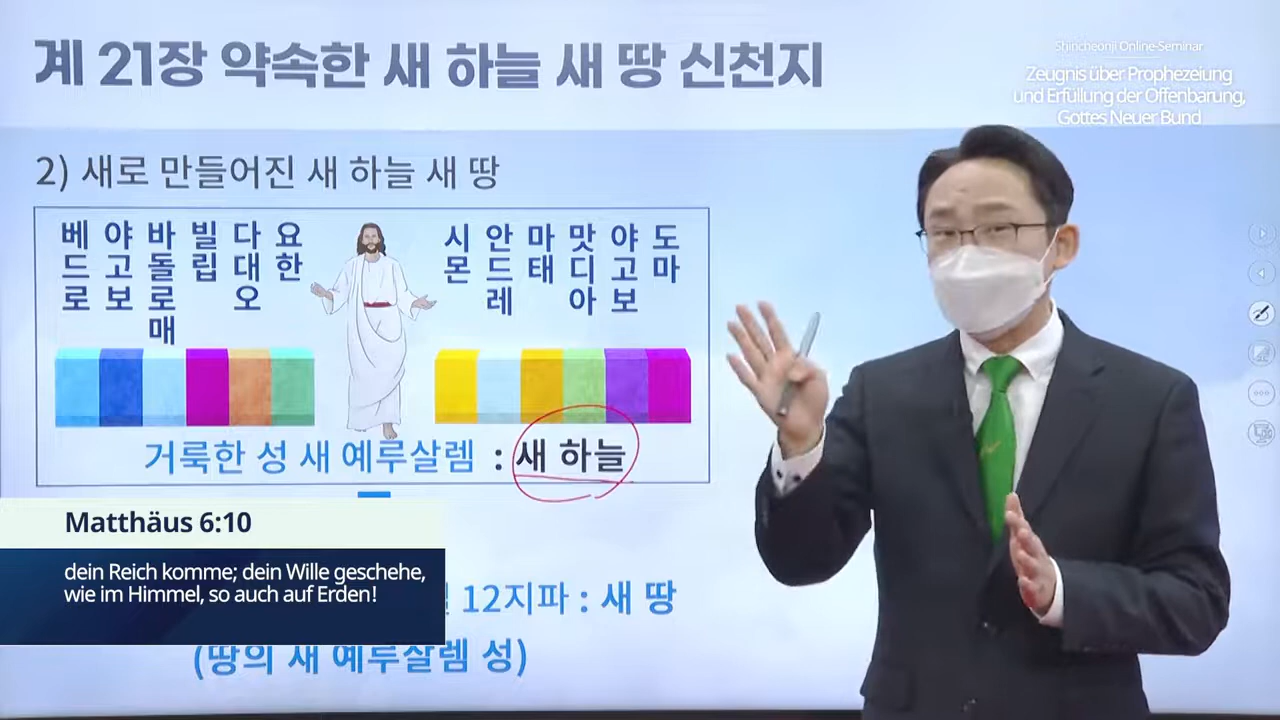 계 21장 약속한 새 하늘 새 땅 신천지
Shincheonji Online-Seminar
Zeugnis über Prophezeiung
und Erfüllung der Offenbarung,
Gottes Neuer Bund
2) 새로 만들어진 새 하늘 새 땅
베드로
야고보
바돌로매
빌립
다대오
요한
시몬
안드레
마태
맛디아
야고보
도마
거룩한 성 새 예루살렘 : 새 하늘
Matthäus 6:10
dein Reich komme; dein Wille geschehe,
wie im Himmel, so auch auf Erden!
12지파 : 새 땅
(땅의 새 예루살렘 성)